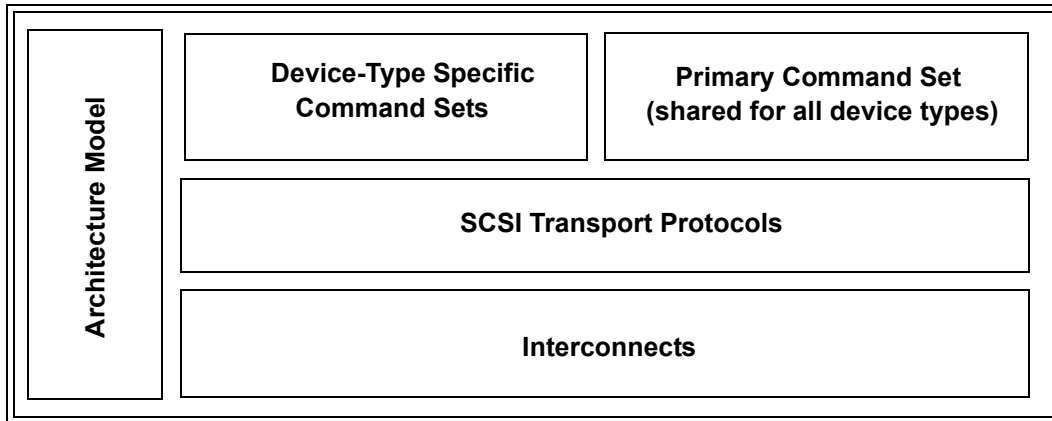 Architecture Model
Device-Type Specific
Command Sets
Primary Command Set
(shared for all device types)
SCSI Transport Protocols
Interconnects